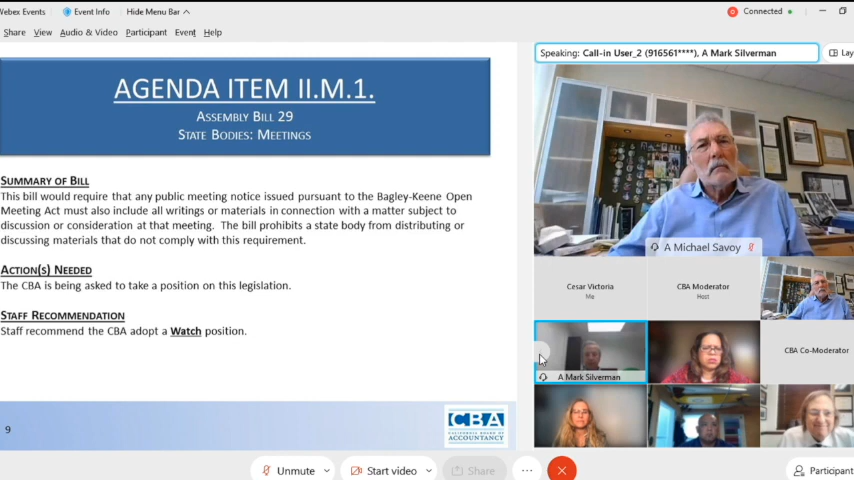 Webex Events
Event Info
Hide Menu Bar
Connected
Share View Audio & Video Participant Event Help
Speaking: Call-in User_2 (916561****), A Mark Silverman
Lay
AGENDA ITEM II.M.1.
ASSEMBLY BILL 29
STATE BODIES: MEETINGS
SUMMARY OF BILL
This bill would require that any public meeting notice issued pursuant to the Bagley-Keene Open
Meeting Act must also include all writings or materials in connection with a matter subject to
discussion or consideration at that meeting. The bill prohibits a state body from distributing or
discussing materials that do not comply with this requirement.
ACTION(S) NEEDED
The CBA is being asked to take a position on this legislation.
STAFF RECOMMENDATION
Staff recommend the CBA adopt a Watch position.
9
CBA
CALIFORNIA BOARD OF
ACCOUNTANCY
A Michael Savoy
Cesar Victoria
Me
CBA Moderator
Host
A Mark Silverman
CBA Co-Moderator
Unmute
Start video
Share
Participant